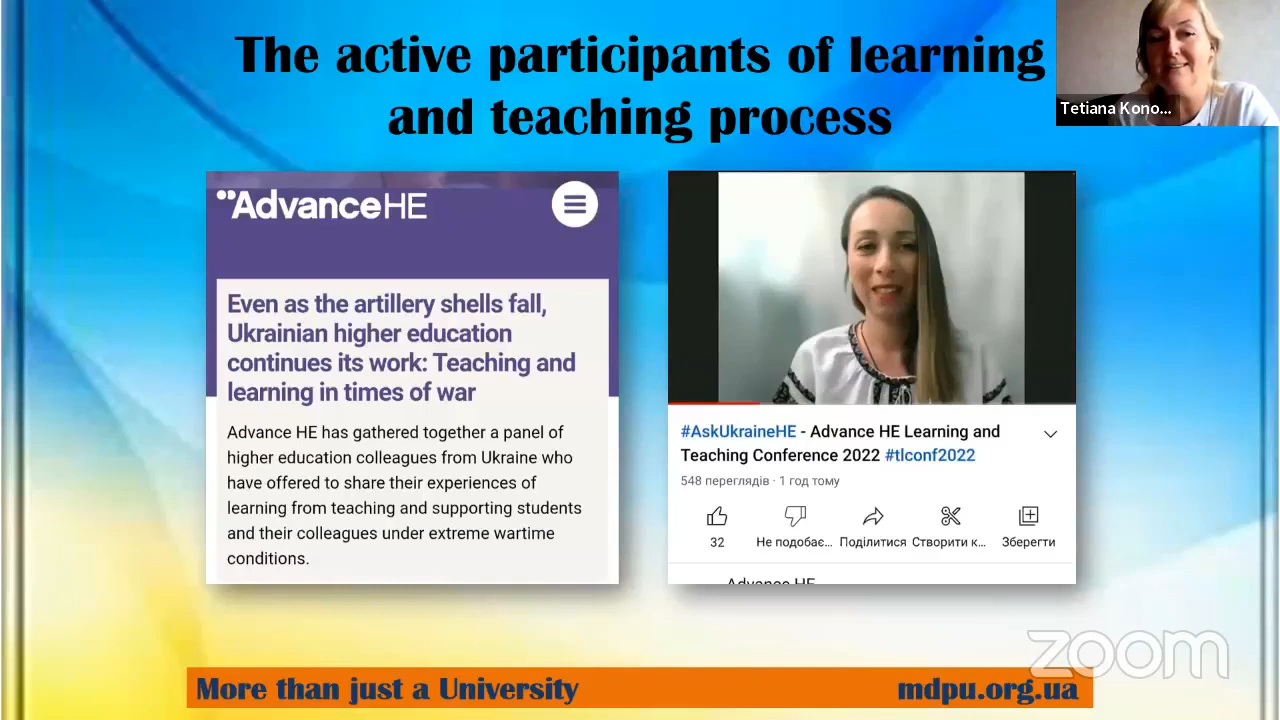 The active participants of learning
and teaching process
Tetiana Kono...
AdvanceHE
Even as the artillery shells fall,
Ukrainian higher education
continues its work: Teaching and
learning in times of war
Advance HE has gathered together a panel of
higher education colleagues from Ukraine who
have offered to share their experiences of
learning from teaching and supporting students
and their colleagues under extreme wartime
conditions.
#AskUkraineHE - Advance HE Learning and
Teaching Conference 2022 #tlconf2022
548 переглядів · 1 год тому
32 Не подобає... Поділитися Створити к... Зберегти
Advance HE
zoom
More than just a University mdpu.org.ua